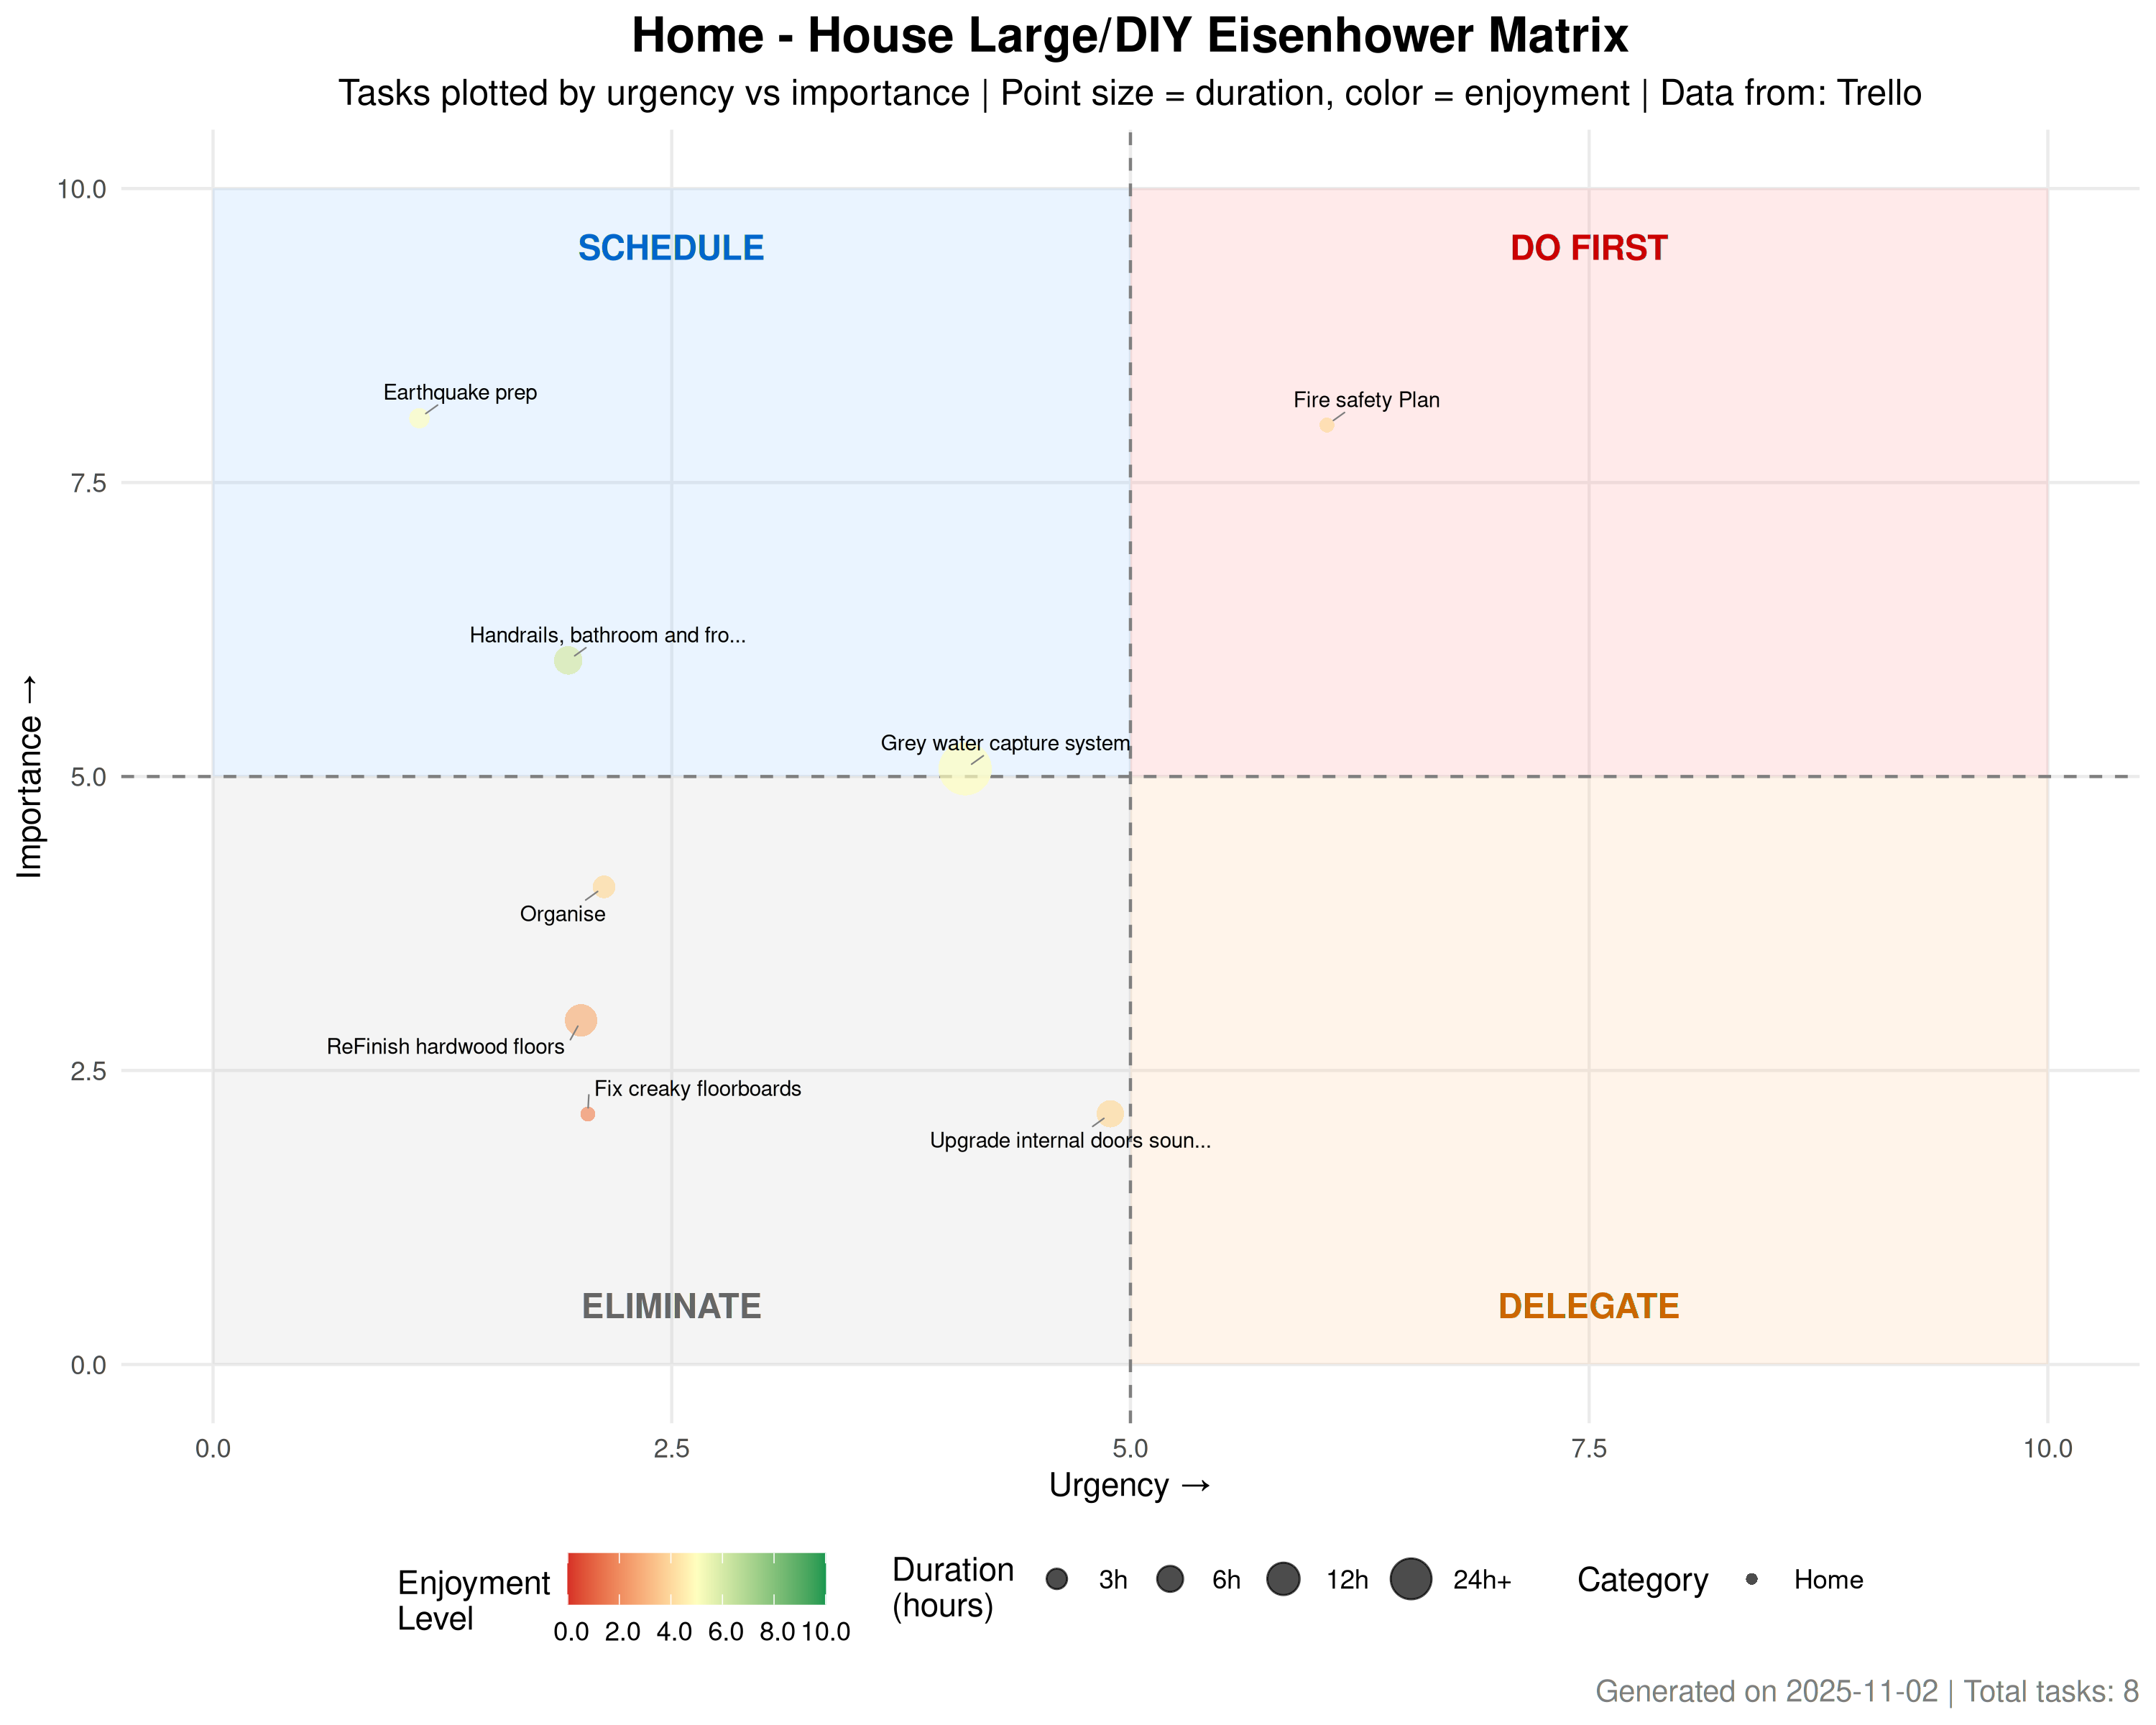 Home - House Large/DIY Eisenhower Matrix
Tasks plotted by urgency vs importance | Point size = duration, color = enjoyment | Data from: Trello
10.0
7.5
5.0
2.5
0.0
Importance →
SCHEDULE
DO FIRST
Earthquake prep
Fire safety Plan
Handrails, bathroom and fro...
Grey water capture system
Organise
ReFinish hardwood floors
Fix creaky floorboards
Upgrade internal doors soun...
ELIMINATE
DELEGATE
0.0 2.5 5.0 7.5 10.0
Urgency →
Enjoyment
Level
0.0 2.0 4.0 6.0 8.0 10.0
Duration
(hours)
3h 6h 12h 24h+
Category Home
Generated on 2025-11-02 | Total tasks: 8